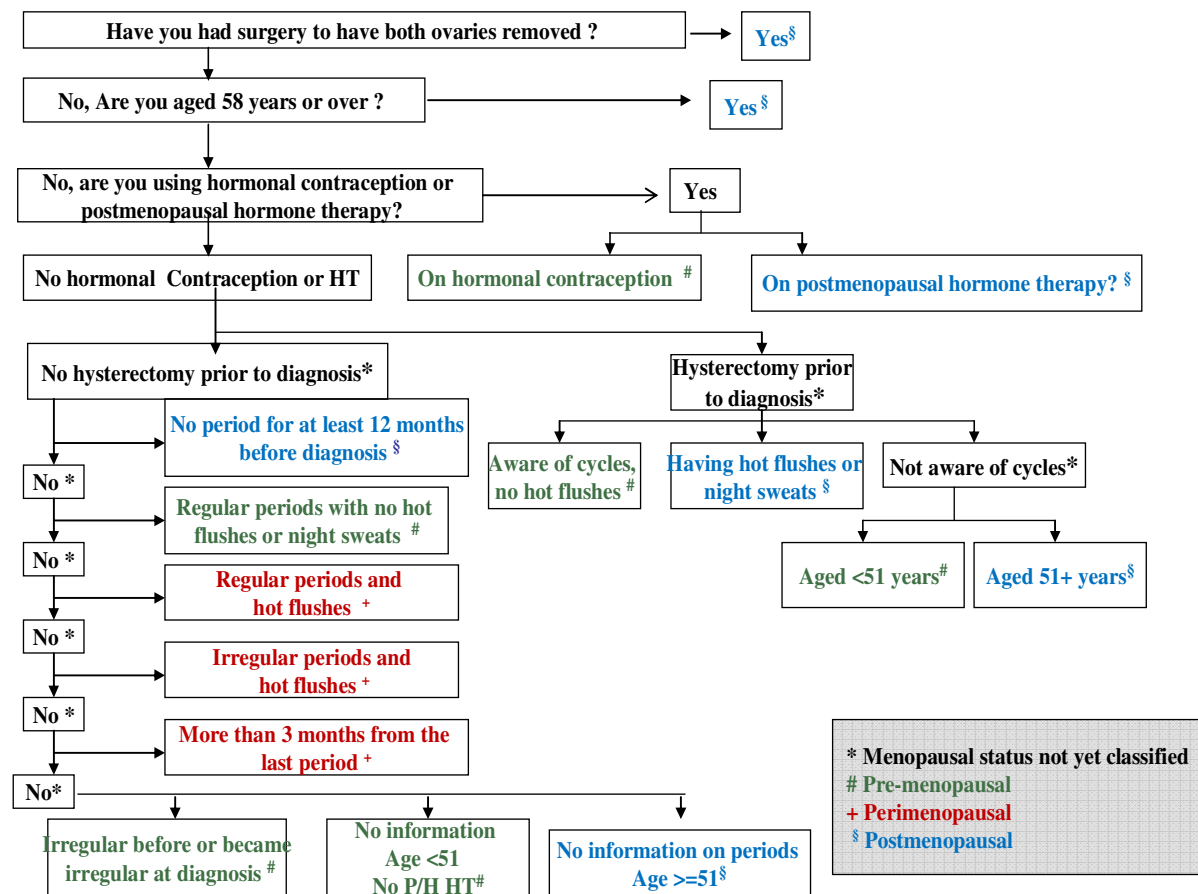 Have you had surgery to have both ovaries removed ?
Yes§
No, Are you aged 58 years or over ?
Yes §
No, are you using hormonal contraception or
postmenopausal hormone therapy?
Yes
No hormonal Contraception or HT
On hormonal contraception #
On postmenopausal hormone therapy? §
No hysterectomy prior to diagnosis*
Hysterectomy prior
to diagnosis*
No period for at least 12 months
before diagnosis §
Aware of cycles,
no hot flushes #
Having hot flushes or
night sweats §
Not aware of cycles*
No *
Regular periods with no hot
flushes or night sweats #
No *
Aged <51 years#
Aged 51+ years§
Regular periods and
hot flushes +
No *
Irregular periods and
hot flushes +
No *
More than 3 months from the
last period +
No*
Irregular before or became
irregular at diagnosis #
No information
Age <51
No P/H HT#
No information on periods
Age >=51§
* Menopausal status not yet classified
# Pre-menopausal
+ Perimenopausal
§ Postmenopausal